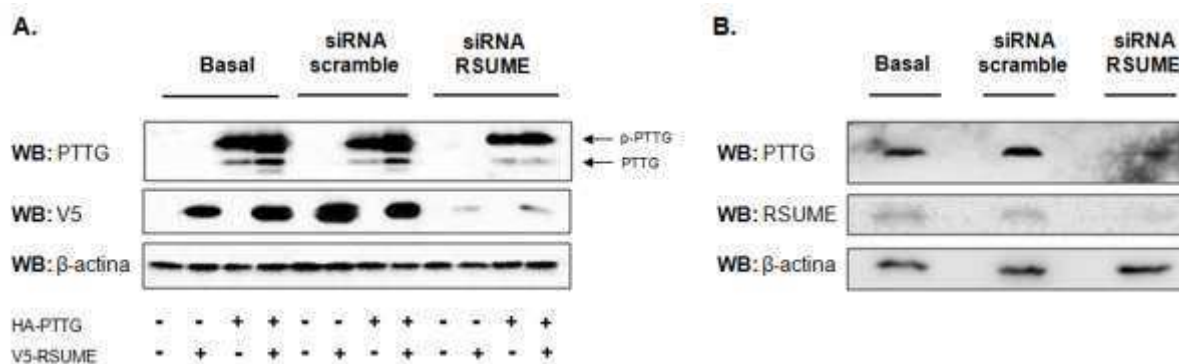 A.
Basal
siRNA
scramble
siRNA
RSUME
WB: PTTG
p-PTTG
PTTG
WB: V5
WB: β-actina
HA-PTTG - - + + - - + + - - + +
V5-RSUME - + - + - + - + - + - +
B.
Basal
siRNA
scramble
siRNA
RSUME
WB: PTTG
WB: RSUME
WB: β-actina